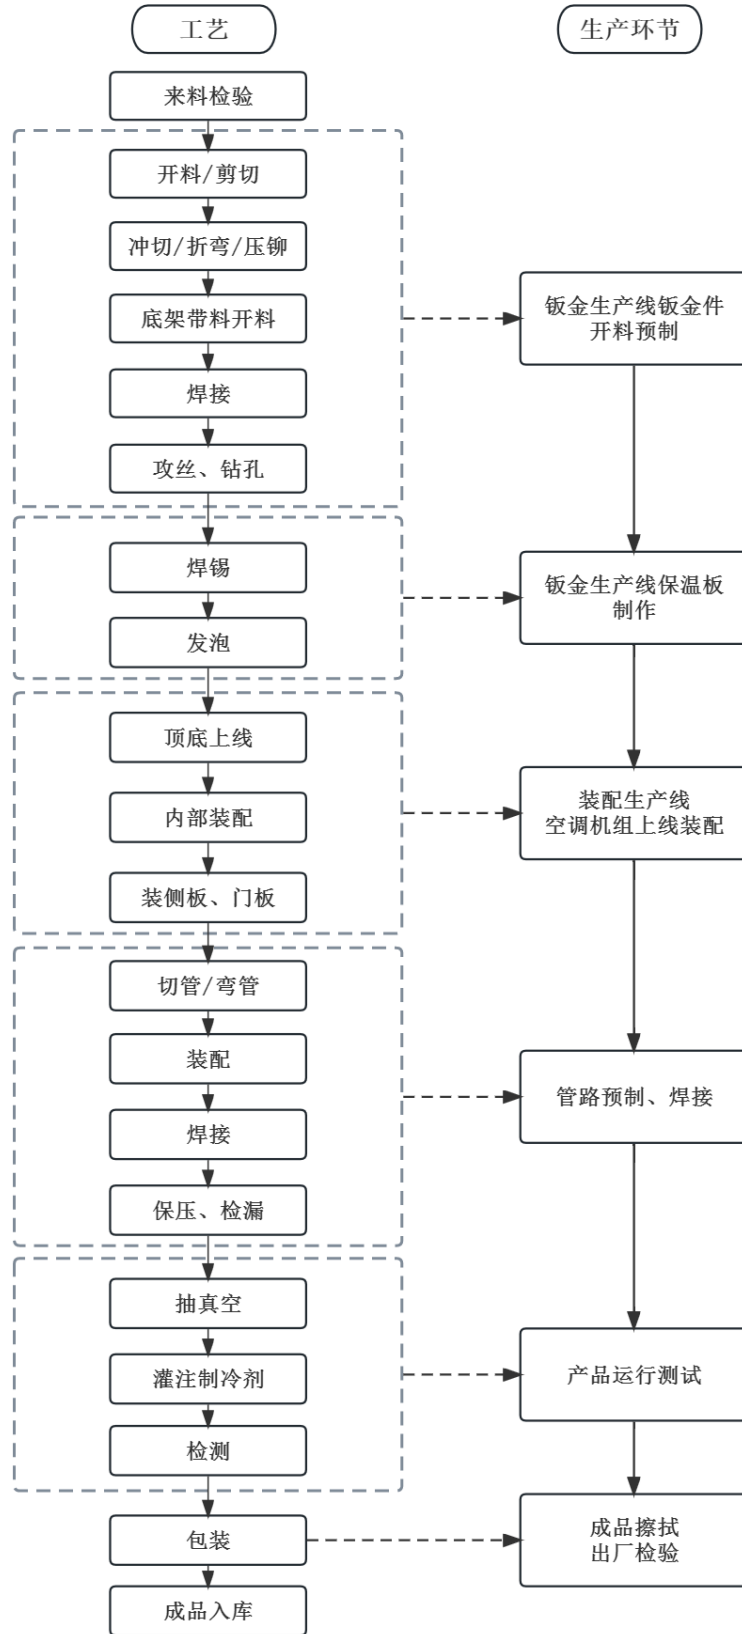 工艺
生产环节
来料检验
开料/剪切
冲切/折弯/压铆
底架带料开料
焊接
攻丝、钻孔
钣金生产线钣金件
开料预制
焊锡
发泡
钣金生产线保温板
制作
顶底上线
内部装配
装侧板、门板
装配生产线
空调机组上线装配
切管/弯管
装配
焊接
保压、检漏
管路预制、焊接
抽真空
灌注制冷剂
检测
产品运行测试
包装
成品擦拭
出厂检验
成品入库